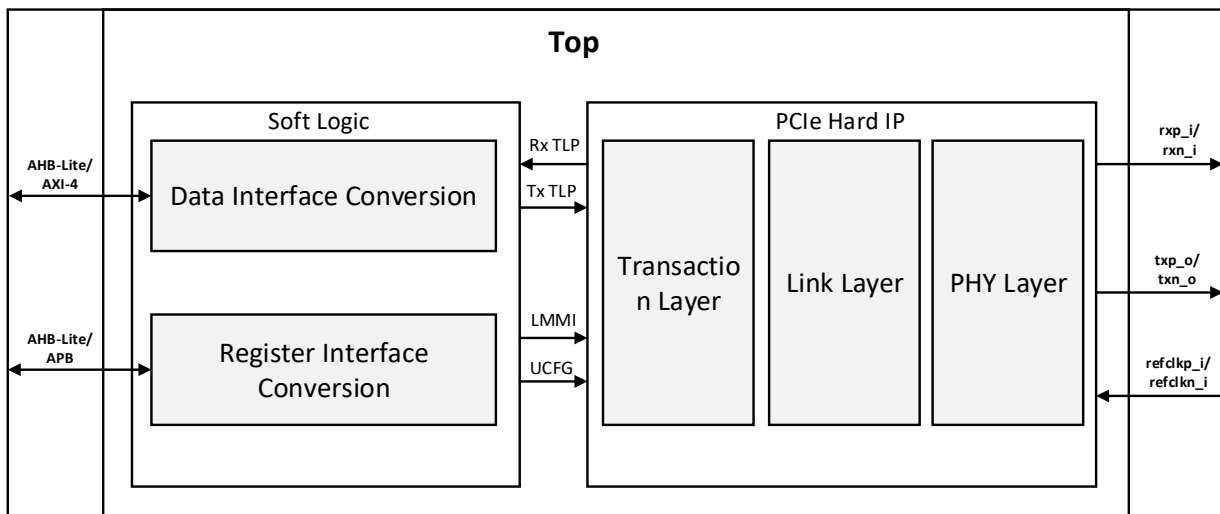 Top
Soft Logic
PCIe Hard IP
AHB-Lite/
AXI-4
Data Interface Conversion
Rx TLP
Tx TLP
Transactio
n Layer
Link Layer
PHY Layer
rxp_i/
rxn_i
txp_o/
txn_o
AHB-Lite/
APB
Register Interface
Conversion
LMMI
UCFG
refclkp_i/
refclkn_i